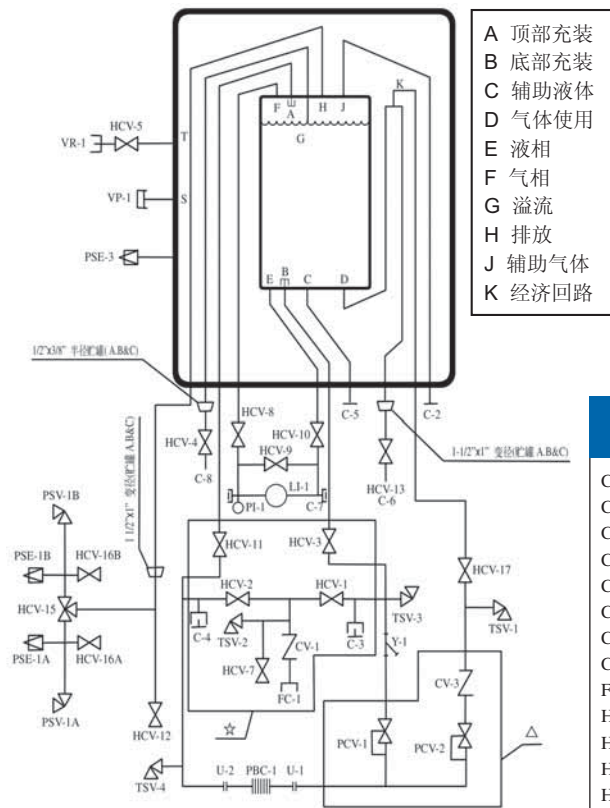 A 顶部充装
B 底部充装
C 辅助液体
D 气体使用
E 液相
F 气相
G 溢流
H 排放
J 辅助气体
K 经济回路
K
F
A
H
J
G
HCV-5
VR-1
T
VP-1
S
PSE-3
E
B
C
D
1/2"x3/8" 半径贮罐(A.B&C)
C-5
C-2
HCV-8
HCV-4
HCV-10
HCV-9
C-8
1-1/2"x1" 变径(贮罐 A.B&C)
LI-1
HCV-13
C-6
PI-1
C-7
1 1/2"x1" 变径(贮罐 A.B&C)
PSV-1B
HCV-11
HCV-3
PSE-1B
HCV-16B
HCV-17
HCV-2
HCV-1
HCV-15
TSV-3
C-4
TSV-2
CV-1
C-3
Y-1
TSV-1
PSE-1A
HCV-16A
HCV-7
FC-1
CV-3
PSV-1A
HCV-12
☆
PCV-1
PCV-2
△
TSV-4
U-2
PBC-1
U-1
C
C
C
C
C
C
C
C
F
H
H
H
H